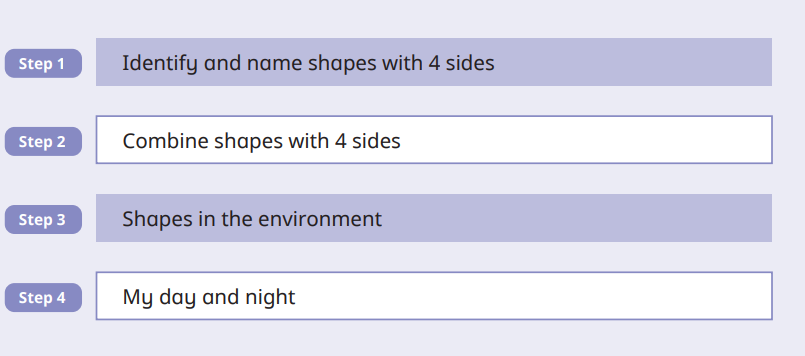 Step 1 Identify and name shapes with 4 sides
Step 2 Combine shapes with 4 sides
Step 3 Shapes in the environment
Step 4 My day and night